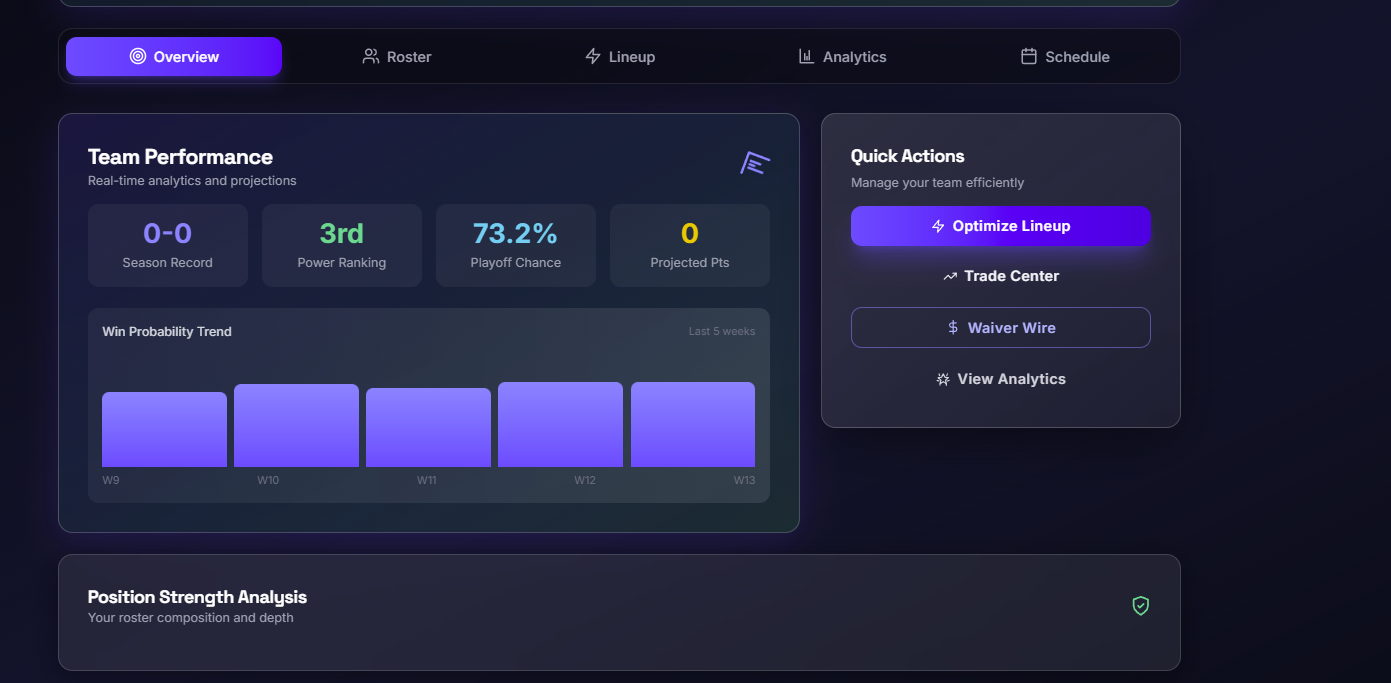 Overview
Roster
Lineup
Analytics
Schedule
Team Performance
Real-time analytics and projections
0-0
Season Record
3rd
Power Ranking
73.2%
Playoff Chance
0
Projected Pts
Win Probability Trend
Last 5 weeks
W9
W10
W11
W12
W13
Quick Actions
Manage your team efficiently
Optimize Lineup
Trade Center
Waiver Wire
View Analytics
Position Strength Analysis
Your roster composition and depth